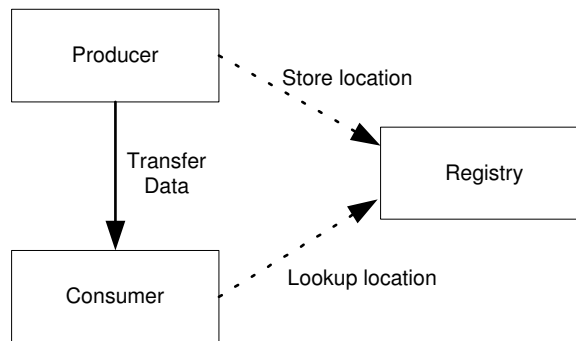 Producer
Store location
Transfer
Data
Registry
Consumer
Lookup location